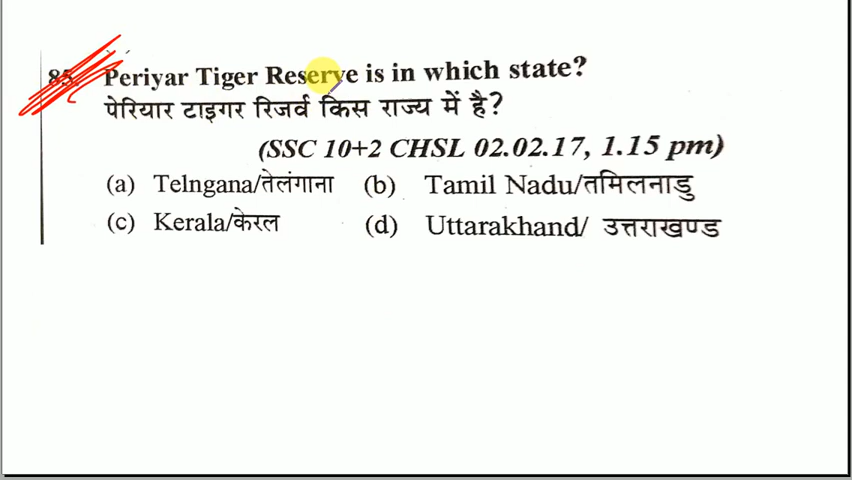 85. Periyar Tiger Reserve is in which state?
पेरियार टाइगर रिजर्व किस राज्य में है?
(SSC 10+2 CHSL 02.02.17, 1.15 pm)
(a) Telngana/तेलंगाना (b) Tamil Nadu/तमिलनाडु
(c) Kerala/केरल (d) Uttarakhand/ उत्तराखण्ड